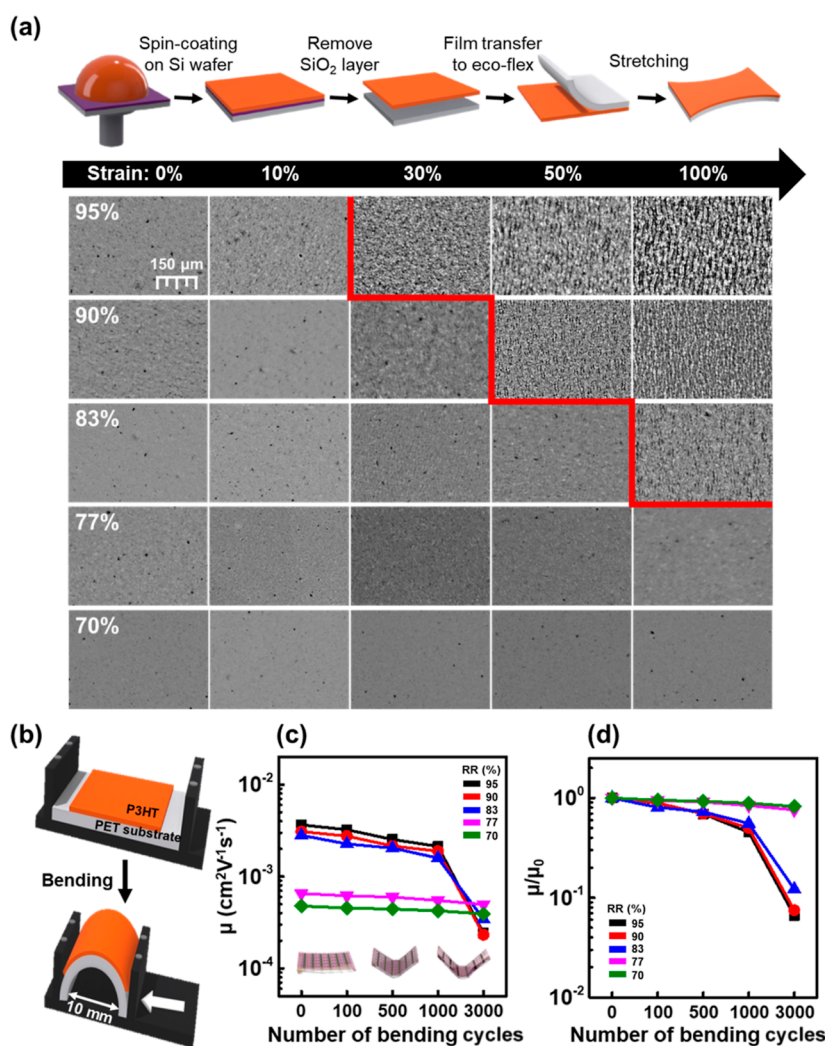 (a)
Spin-coating
on Si wafer
Remove
SiO₂ layer
Film transfer
to eco-flex
Stretching
Strain: 0% 10% 30% 50% 100%
95%
150 µm
90%
83%
77%
70%
(b)
P3HT
PET substrate
Bending
10 mm
(c)
µ (cm²V⁻¹s⁻¹)
10⁻²
10⁻³
10⁻⁴
RR (%)
95
90
83
77
70
0 100 500 1000 3000
Number of bending cycles
(d)
µ/µ₀
10⁰
10⁻¹
10⁻²
RR (%)
95
90
83
77
70
0 100 500 1000 3000
Number of bending cycles